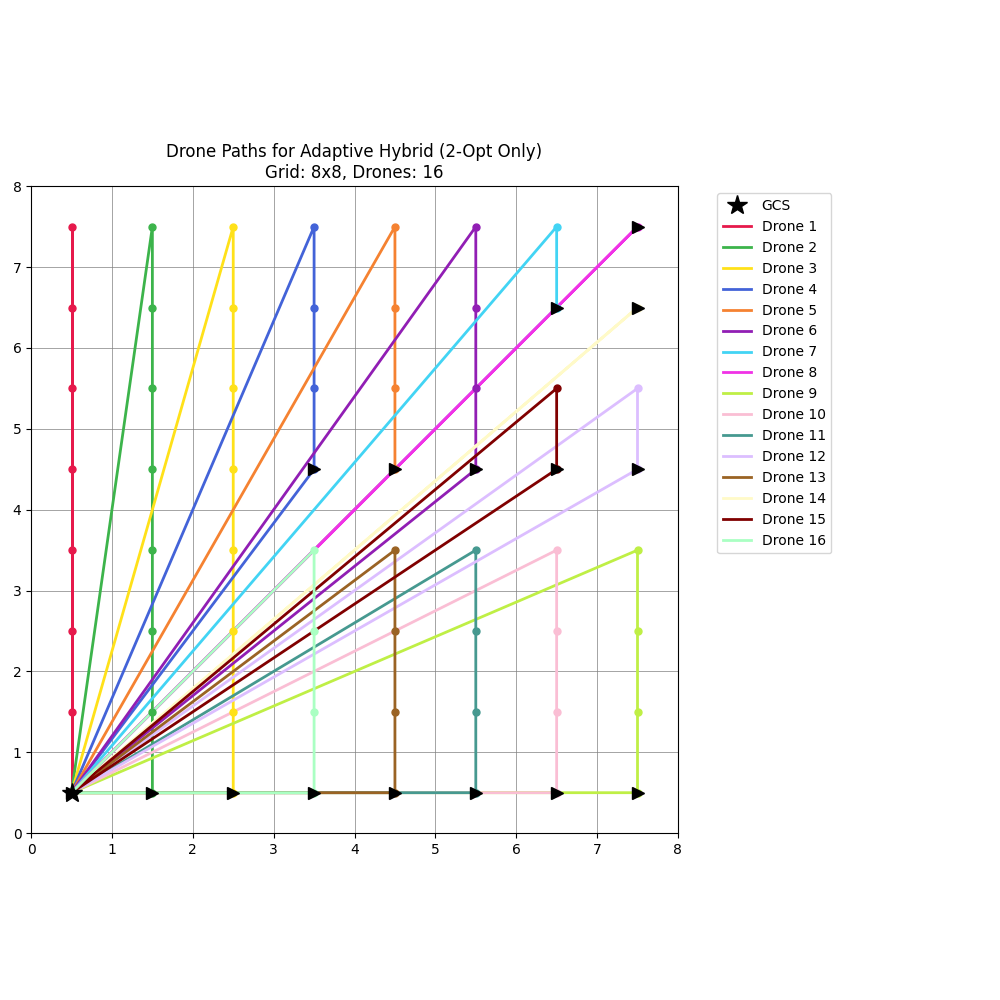 Drone Paths for Adaptive Hybrid (2-Opt Only)
Grid: 8x8, Drones: 16
8
7
6
5
4
3
2
1
0
0 1 2 3 4 5 6 7 8
GCS
Drone 1
Drone 2
Drone 3
Drone 4
Drone 5
Drone 6
Drone 7
Drone 8
Drone 9
Drone 10
Drone 11
Drone 12
Drone 13
Drone 14
Drone 15
Drone 16